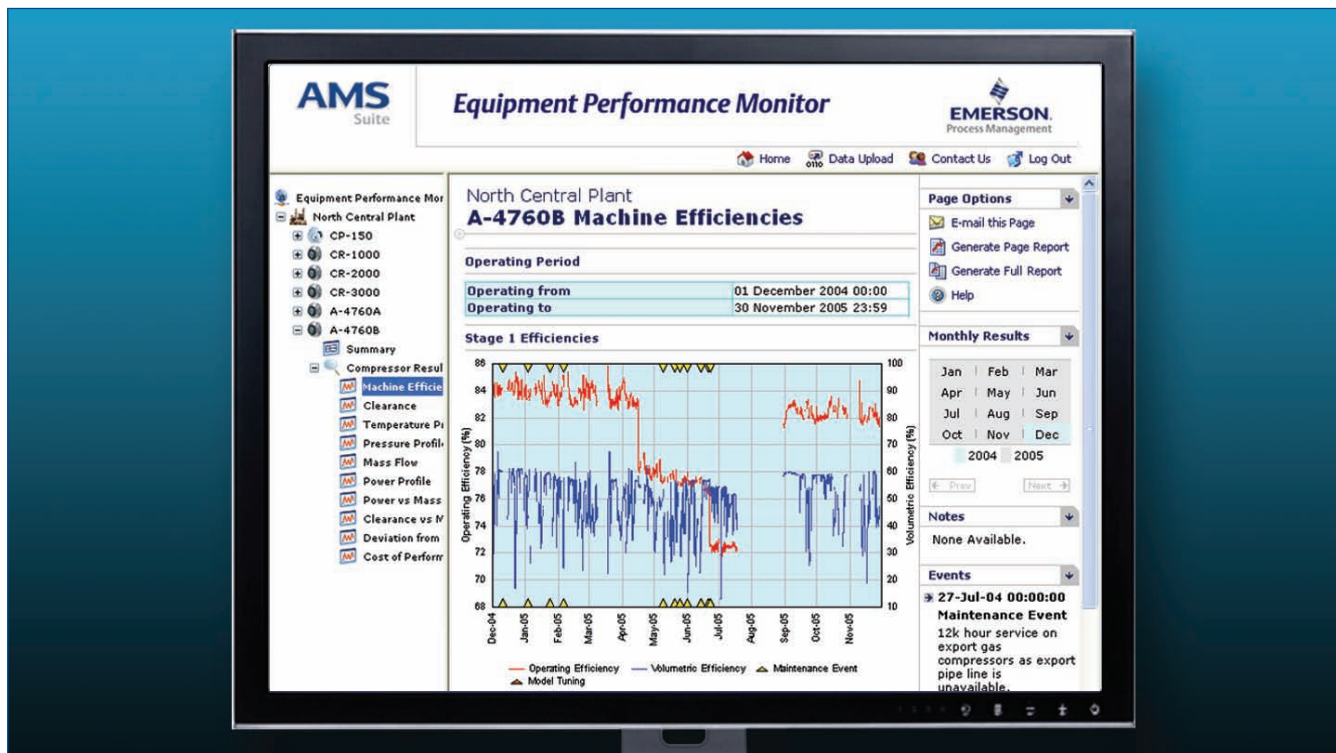 AMS
Suite
Equipment Performance Monitor
EMERSON.
Process Management
Home Data Upload Contact Us Log Out
Equipment Performance Mor
North Central Plant
CP-150
CR-1000
CR-2000
CR-3000
A-4760A
A-4760B
Summary
Compressor Resul
Machine Efficie
Clearance
Temperature Pr
Pressure Profil
Mass Flow
Power Profile
Power vs Mass
Clearance vs M
Deviation from
Cost of Perform
North Central Plant
A-4760B Machine Efficiencies
Operating Period
Operating from 01 December 2004 00:00
Operating to 30 November 2005 23:59
Stage 1 Efficiencies
86
84
82
80
78
76
74
72
70
68
Operating Efficiency (%)
100
90
80
70
60
50
40
30
20
10
Volumetric Efficiency (%)
Dec-04 Jan-05 Feb-05 Mar-05 Apr-05 May-05 Jun-05 Jul-05 Aug-05 Sep-05 Oct-05 Nov-05
Operating Efficiency Volumetric Efficiency Maintenance Event
Model Tuning
Page Options
E-mail this Page
Generate Page Report
Generate Full Report
Help
Monthly Results
Jan Feb Mar
Apr May Jun
Jul Aug Sep
Oct Nov Dec
2004 2005
Prev Next
Notes
None Available.
Events
27-Jul-04 00:00:00
Maintenance Event
12k hour service on
export gas
compressors as export
pipe line is
unavailable.